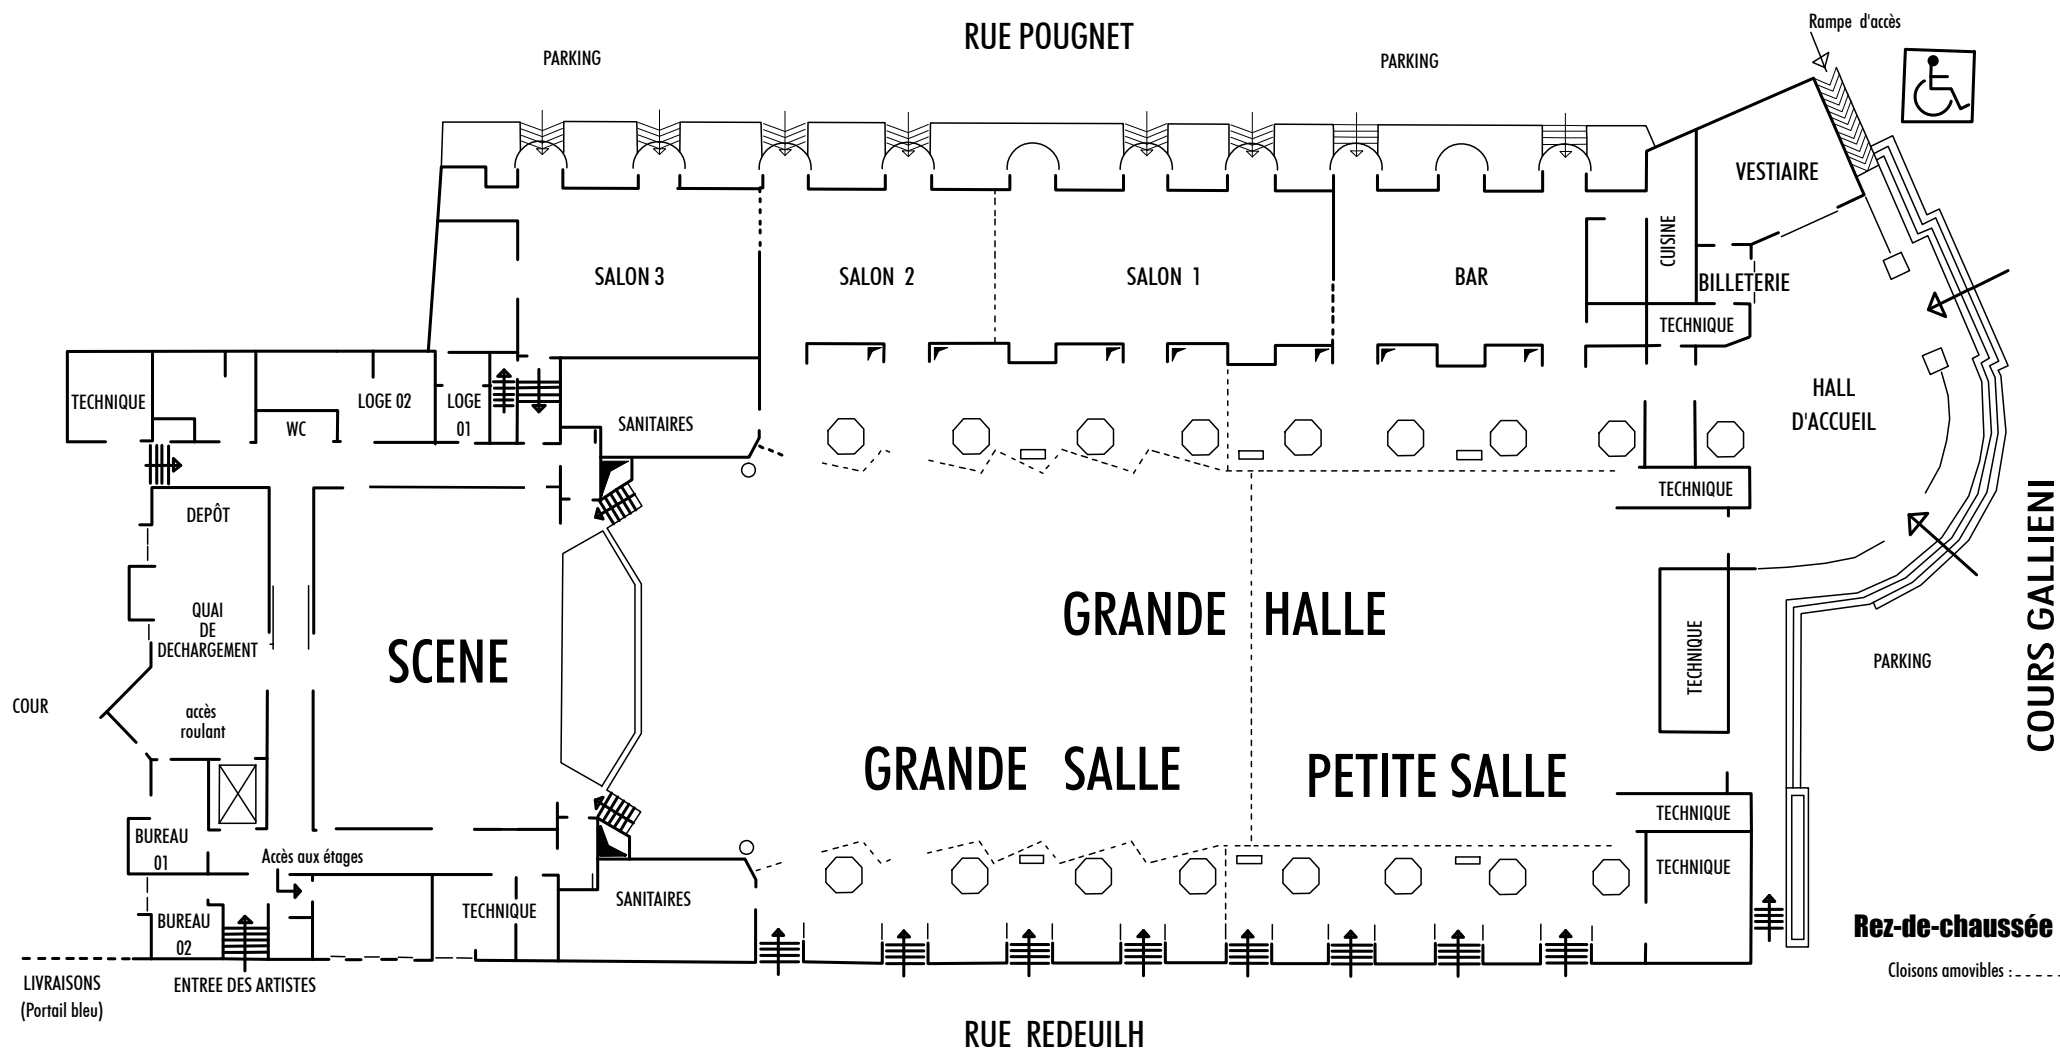 Rampe d'accès
RUE POUGNET
PARKING
PARKING
VESTIAIRE
CUISINE
SALON 3
SALON 2
SALON 1
BAR
BILLETERIE
TECHNIQUE
HALL
D'ACCUEIL
TECHNIQUE
LOGE 02
LOGE
01
WC
SANITAIRES
TECHNIQUE
DEPÔT
QUAI
DE
DECHARGEMENT
SCENE
GRANDE HALLE
TECHNIQUE
PARKING
COURS GALLIENI
COUR
accès
roulant
GRANDE SALLE
PETITE SALLE
TECHNIQUE
BUREAU
01
Accès aux étages
TECHNIQUE
BUREAU
02
TECHNIQUE
SANITAIRES
Rez-de-chaussée
Cloisons amovibles :
LIVRAISONS
(Portail bleu)
ENTREE DES ARTISTES
RUE REDEUILH